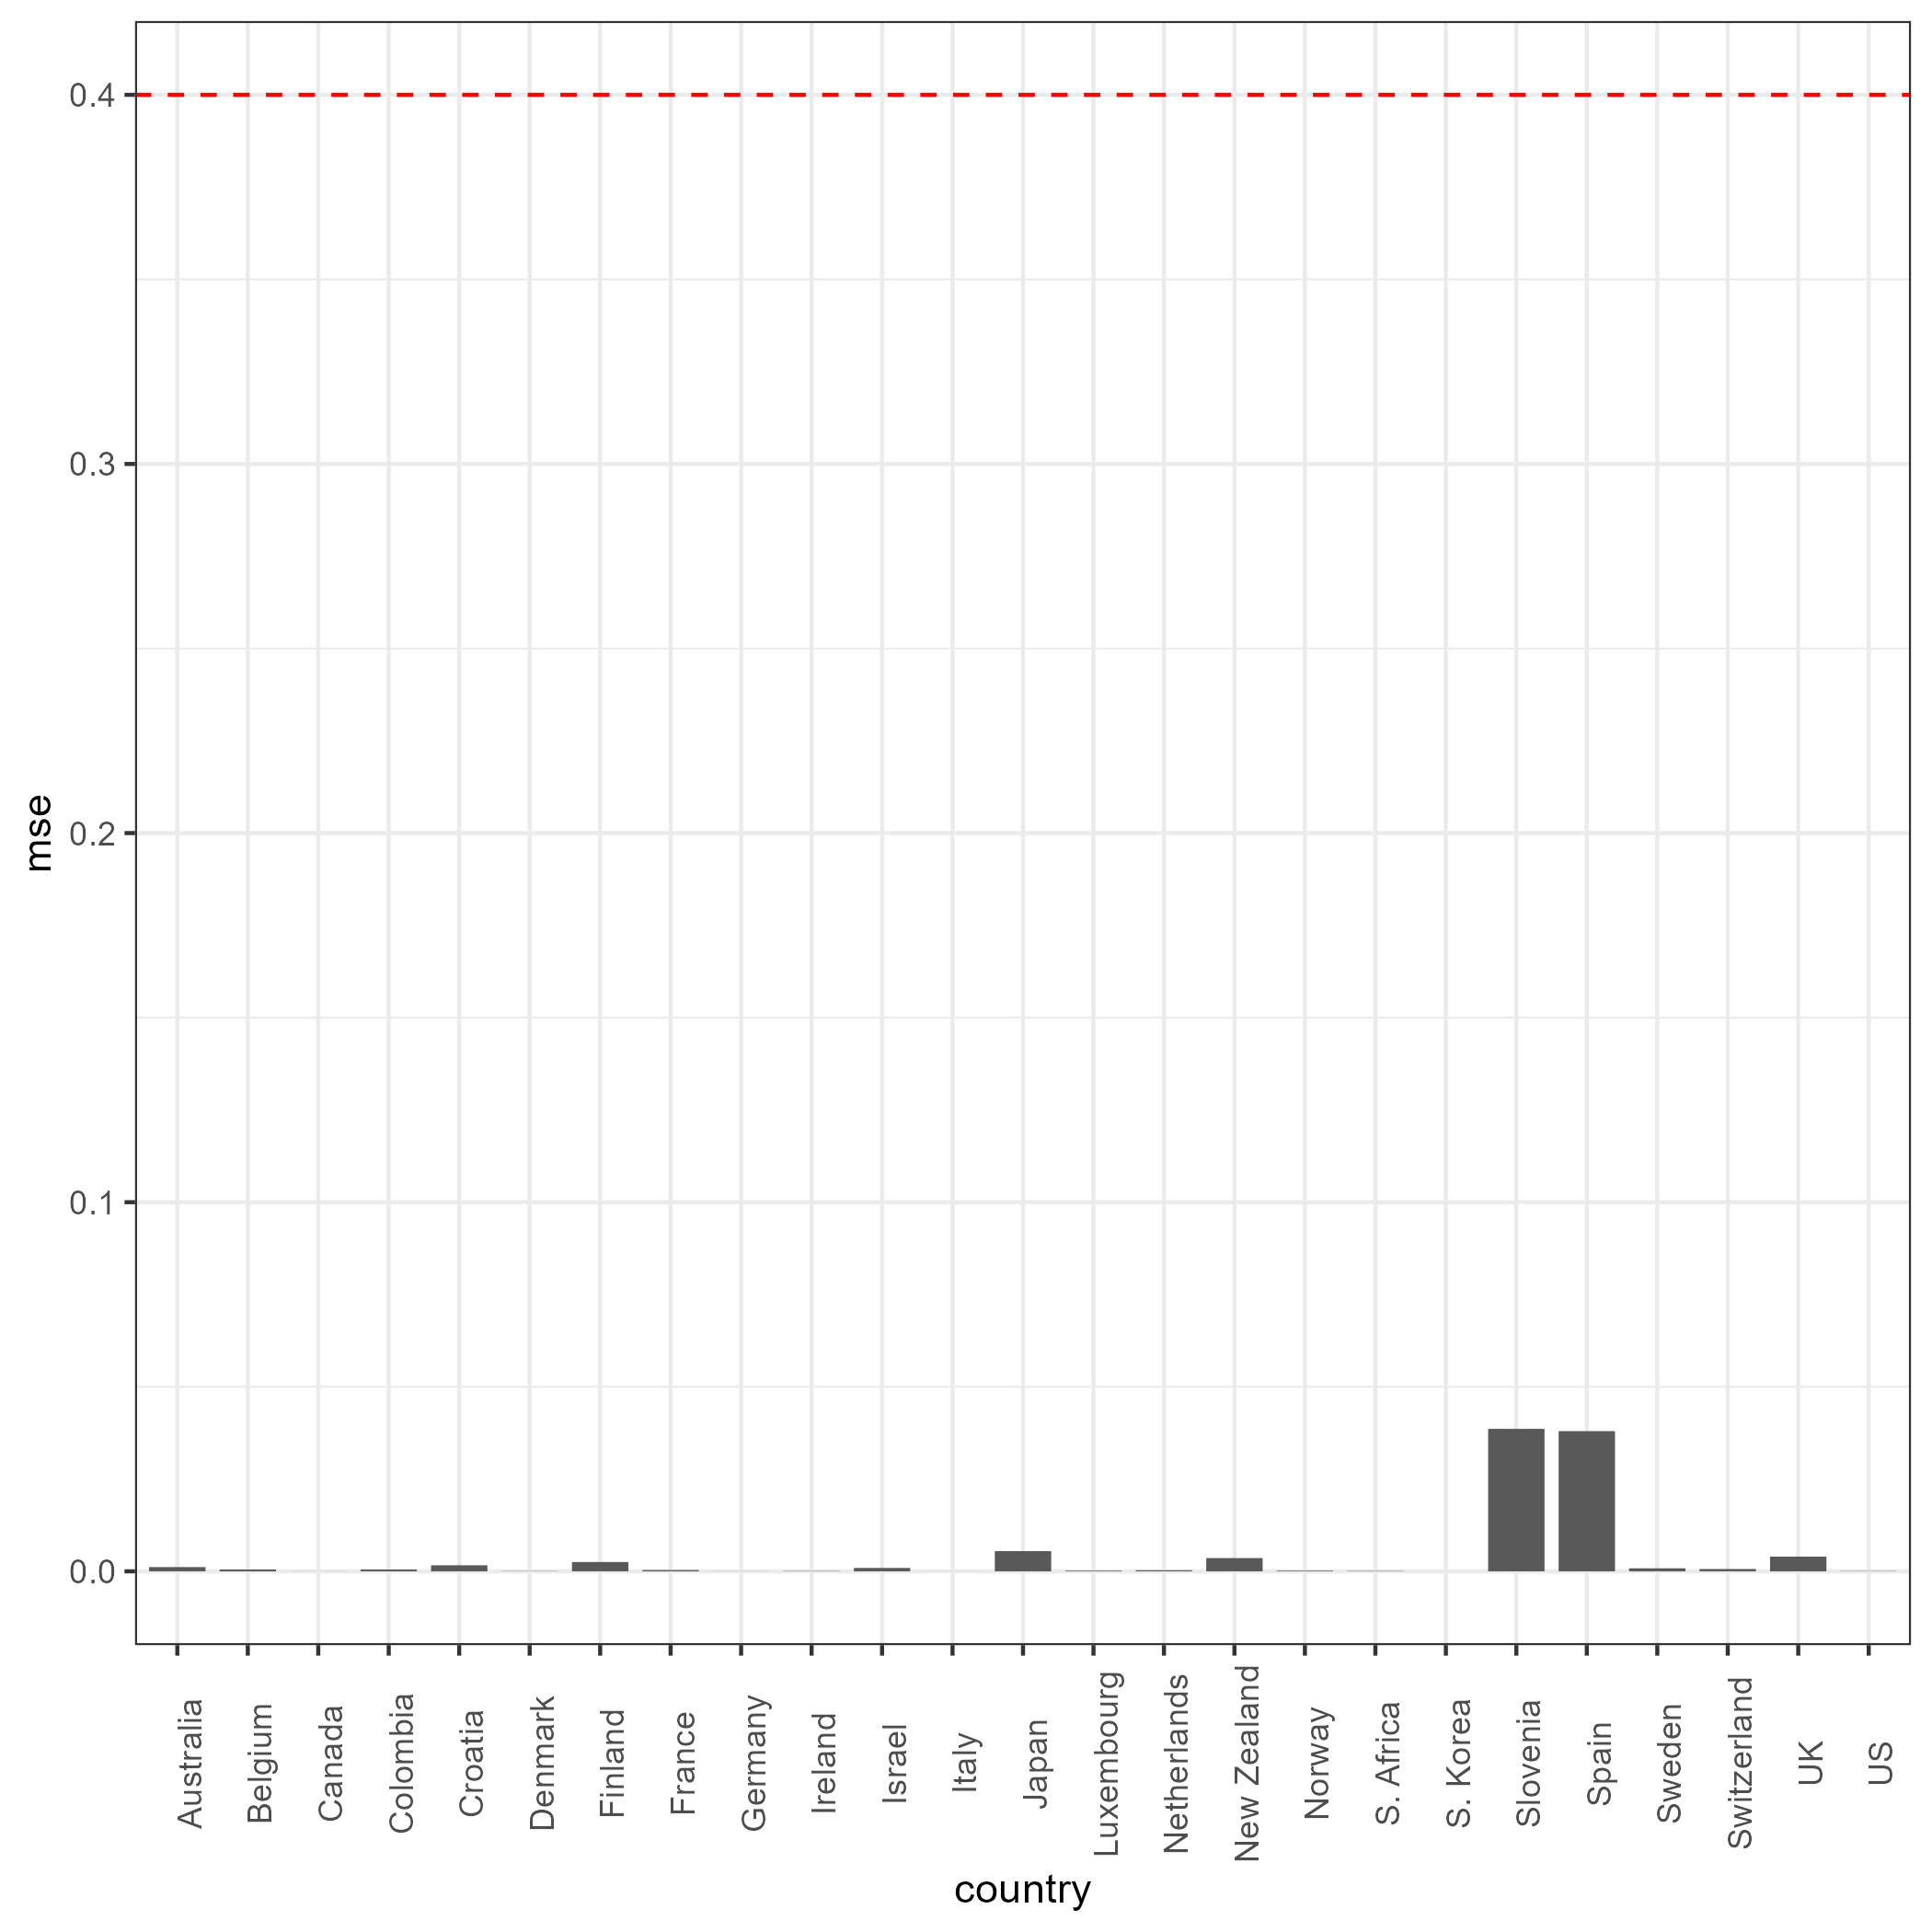 mse
0.4
0.3
0.2
0.1
0.0
Australia
Belgium
Canada
Colombia
Croatia
Denmark
Finland
France
Germany
Ireland
Israel
Italy
Japan
Luxembourg
Netherlands
New Zealand
Norway
S. Africa
S. Korea
Slovenia
Spain
Sweden
Switzerland
UK
US
country